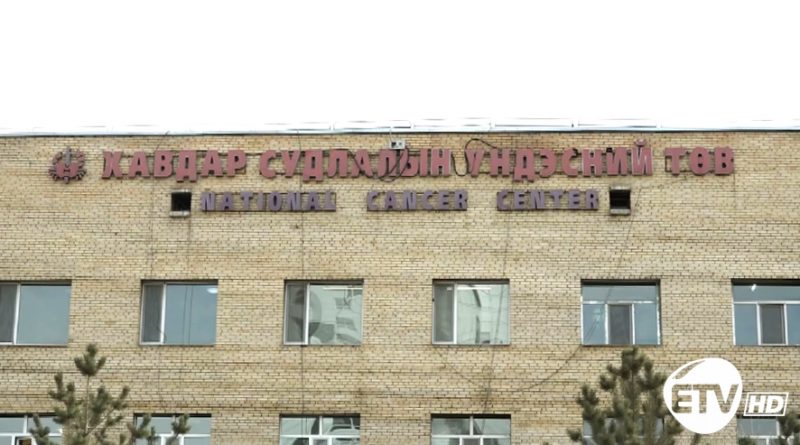 ХАВДАР СУДЛАЛЫН ҮНДЭСНИЙ ТӨВ
NATIONAL CANCER CENTER
ETV HD